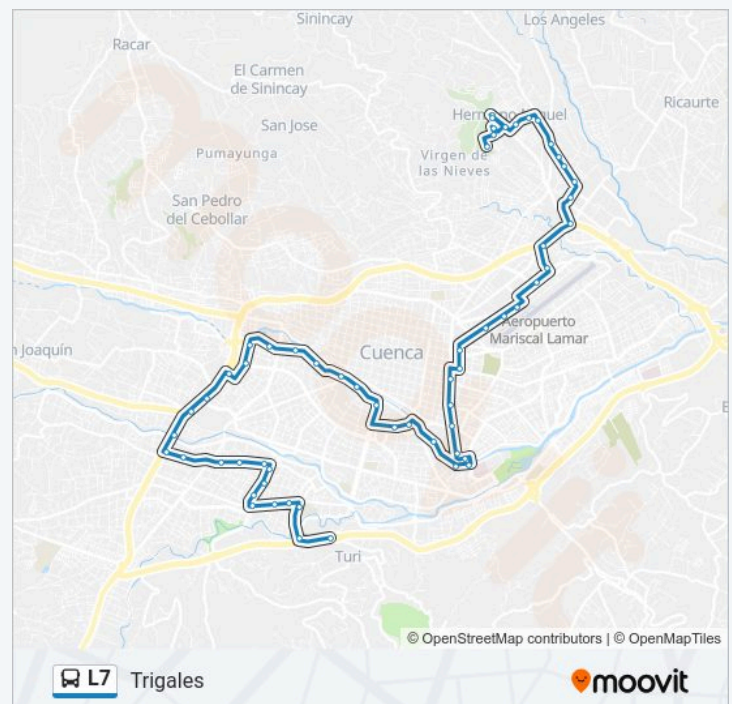 Sinincay
Los Angeles
Racar
El Carmen
de Sinincay
Ricaurte
San Jose
Pumayunga
Virgen de
las Nieves
San Pedro
del Cebollar
Aeropuerto
Mariscal Lamar
Cuenca
n Joaquín
Turi
© OpenStreetMap contributors | © OpenMapTiles
L7 Trigales
moovit